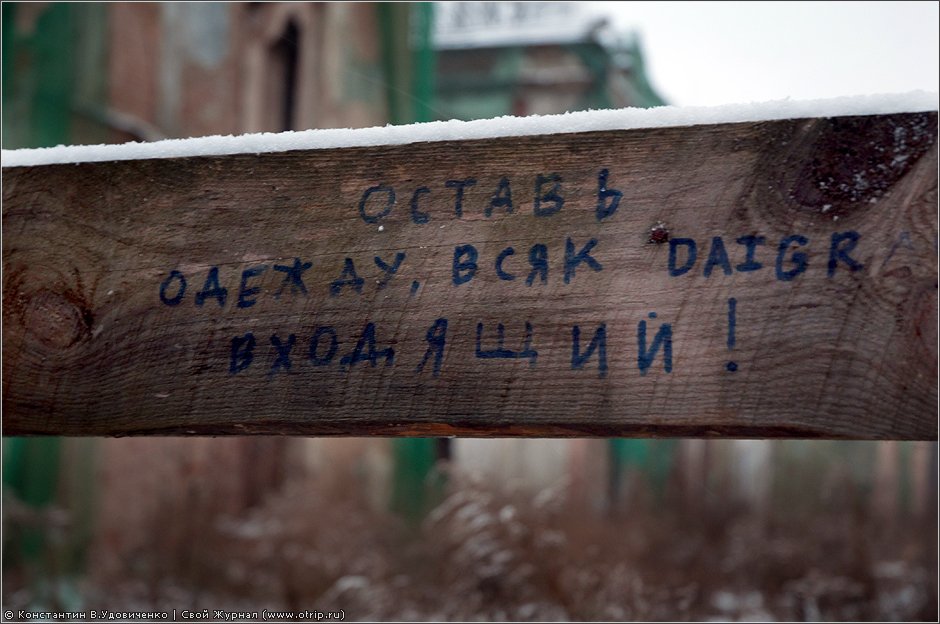 ОСТАВЬ
ОДЕЖДУ, ВСЯК DAIGR
ВХОДЯЩИЙ!
© Константин В.Удовиченко | Свой Журнал (www.otrip.ru)